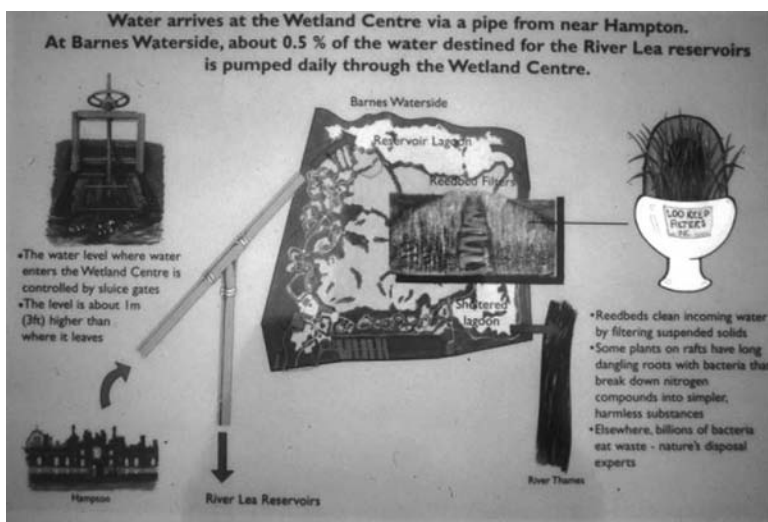 Water arrives at the Wetland Centre via a pipe from near Hampton.
At Barnes Waterside, about 0.5 % of the water destined for the River Lea reservoirs
is pumped daily through the Wetland Centre.
Barnes Waterside
Reservoir Lagoon
Reedbed Filters
LOO REED
FILTERS
INC
•The water level where water
enters the Wetland Centre is
controlled by sluice gates
•The level is about 1m
(3ft) higher than
where it leaves
Sheltered
lagoon
•Reedbeds clean incoming water
by filtering suspended solids
•Some plants on rafts have long
dangling roots with bacteria that
break down nitrogen
compounds into simpler,
harmless substances
•Elsewhere, billions of bacteria
eat waste - nature's disposal
experts
Hampton
River Lea Reservoirs
River Thames